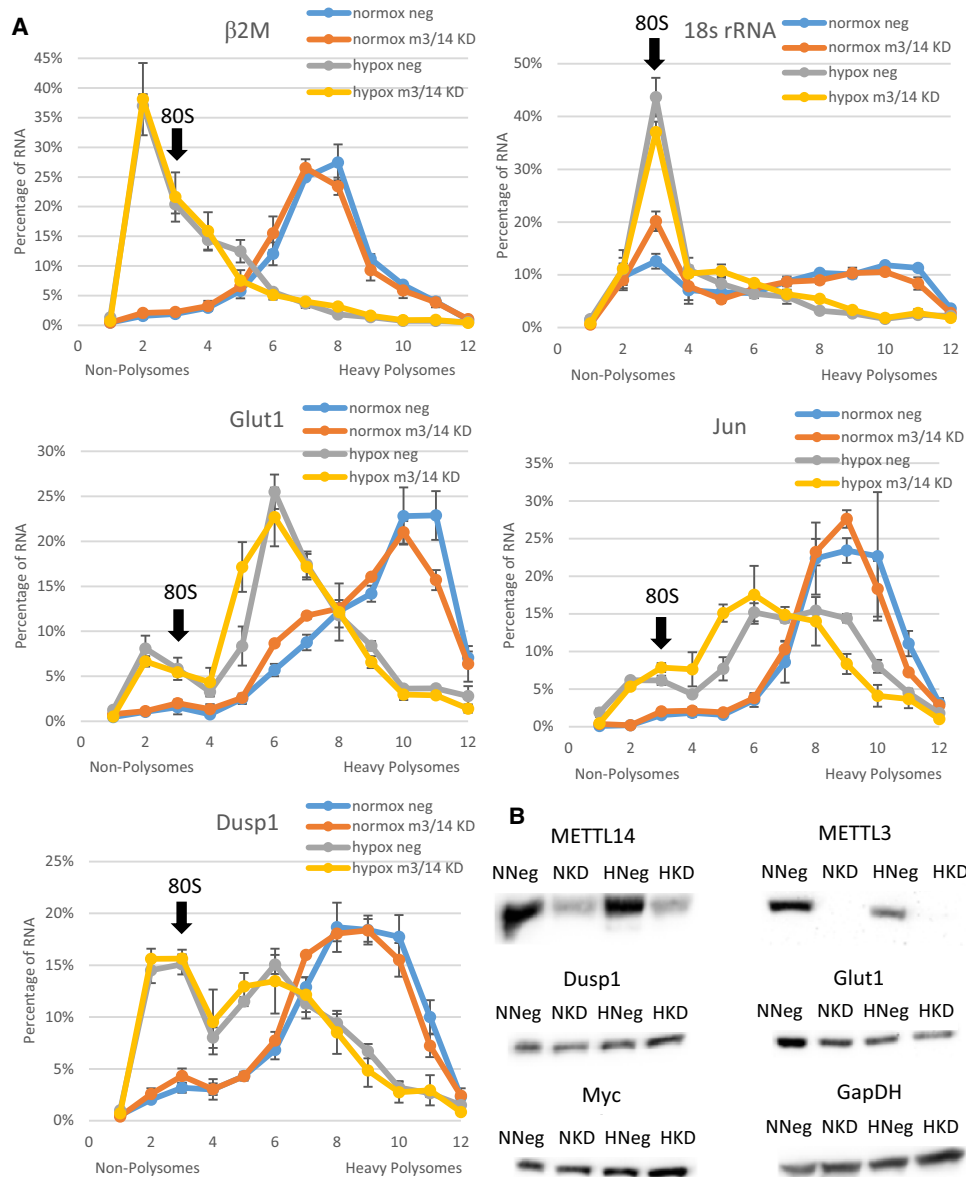 A
β2M
normox neg
normox m3/14 KD
hypox neg
hypox m3/14 KD
80S
Percentage of RNA
45%
40%
35%
30%
25%
20%
15%
10%
5%
0%
0 2 4 6 8 10 12
Non-Polysomes Heavy Polysomes
18s rRNA
normox neg
normox m3/14 KD
hypox neg
hypox m3/14 KD
80S
Percentage of RNA
50%
40%
30%
20%
10%
0%
0 2 4 6 8 10 12
Non-Polysomes Heavy Polysomes
Glut1
normox neg
normox m3/14 KD
hypox neg
hypox m3/14 KD
80S
Percentage of RNA
30%
25%
20%
15%
10%
5%
0%
0 2 4 6 8 10 12
Non-Polysomes Heavy Polysomes
Jun
normox neg
normox m3/14 KD
hypox neg
hypox m3/14 KD
80S
Percentage of RNA
35%
30%
25%
20%
15%
10%
5%
0%
0 2 4 6 8 10 12
Non-Polysomes Heavy Polysomes
Dusp1
normox neg
normox m3/14 KD
hypox neg
hypox m3/14 KD
80S
Percentage of RNA
25%
20%
15%
10%
5%
0%
0 2 4 6 8 10 12
Non-Polysomes Heavy Polysomes
B
METTL14
NNeg NKD HNeg HKD
METTL3
NNeg NKD HNeg HKD
Dusp1
NNeg NKD HNeg HKD
Glut1
NNeg NKD HNeg HKD
Myc
NNeg NKD HNeg HKD
GapDH
NNeg NKD HNeg HKD